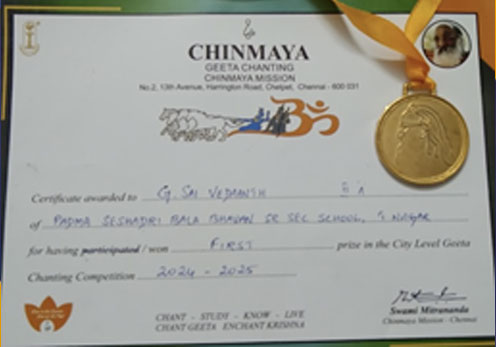 CHINMAYA
GEETA CHANTING
CHINMAYA MISSION
No.2, 13th Avenue, Harrington Road, Chetpet, Chennai - 600 031
Certificate awarded to G. SAI VEDAANTH
of PADMA SESHADRI BALA BHAVAN SR SEC SCHOOL, T NAGAR
for having participated / won FIRST prize in the City Level Geeta
Chanting Competition 2024 - 2025
CHANT - STUDY - KNOW - LIVE
CHANT GEETA ENCHANT KRISHNA
Swami Mitrananda
Chinmaya Mission - Chennai